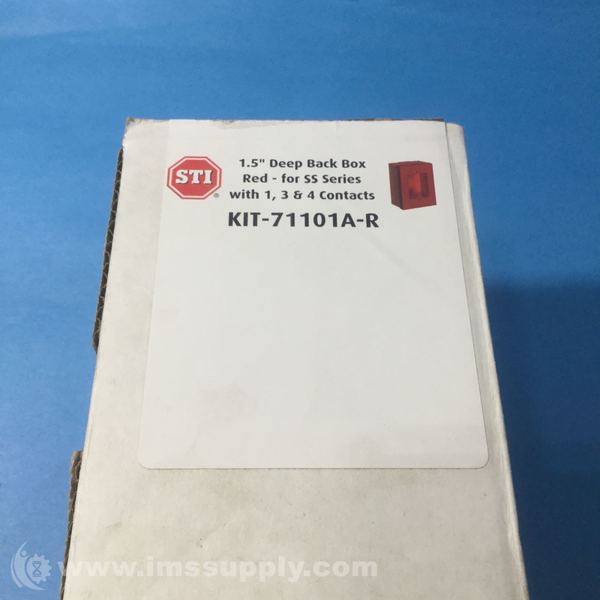 STI
1.5" Deep Back Box
Red - for SS Series
with 1, 3 & 4 Contacts
KIT-71101A-R
www.imssupply.com